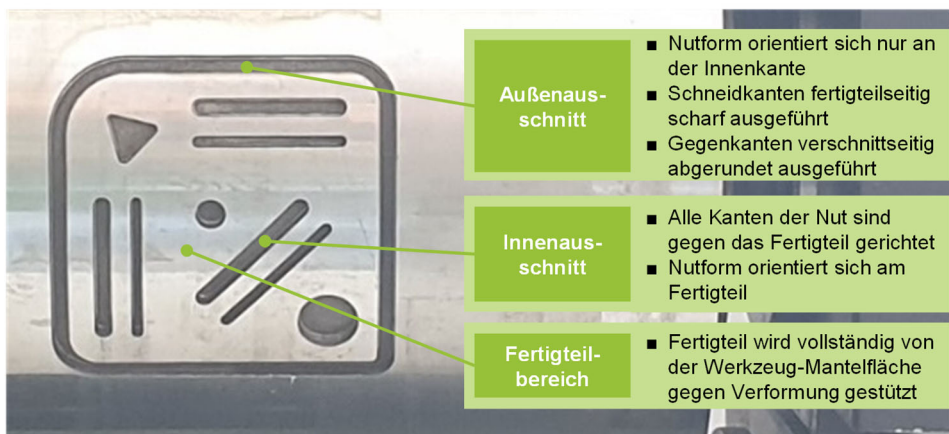 Außenaus-
schnitt
■ Nutform orientiert sich nur an
der Innenkante
■ Schneidkanten fertigteilseitig
scharf ausgeführt
■ Gegenkanten verschnittseitig
abgerundet ausgeführt
Innenaus-
schnitt
■ Alle Kanten der Nut sind
gegen das Fertigteil gerichtet
■ Nutform orientiert sich am
Fertigteil
Fertigteil-
bereich
■ Fertigteil wird vollständig von
der Werkzeug-Mantelfläche
gegen Verformung gestützt